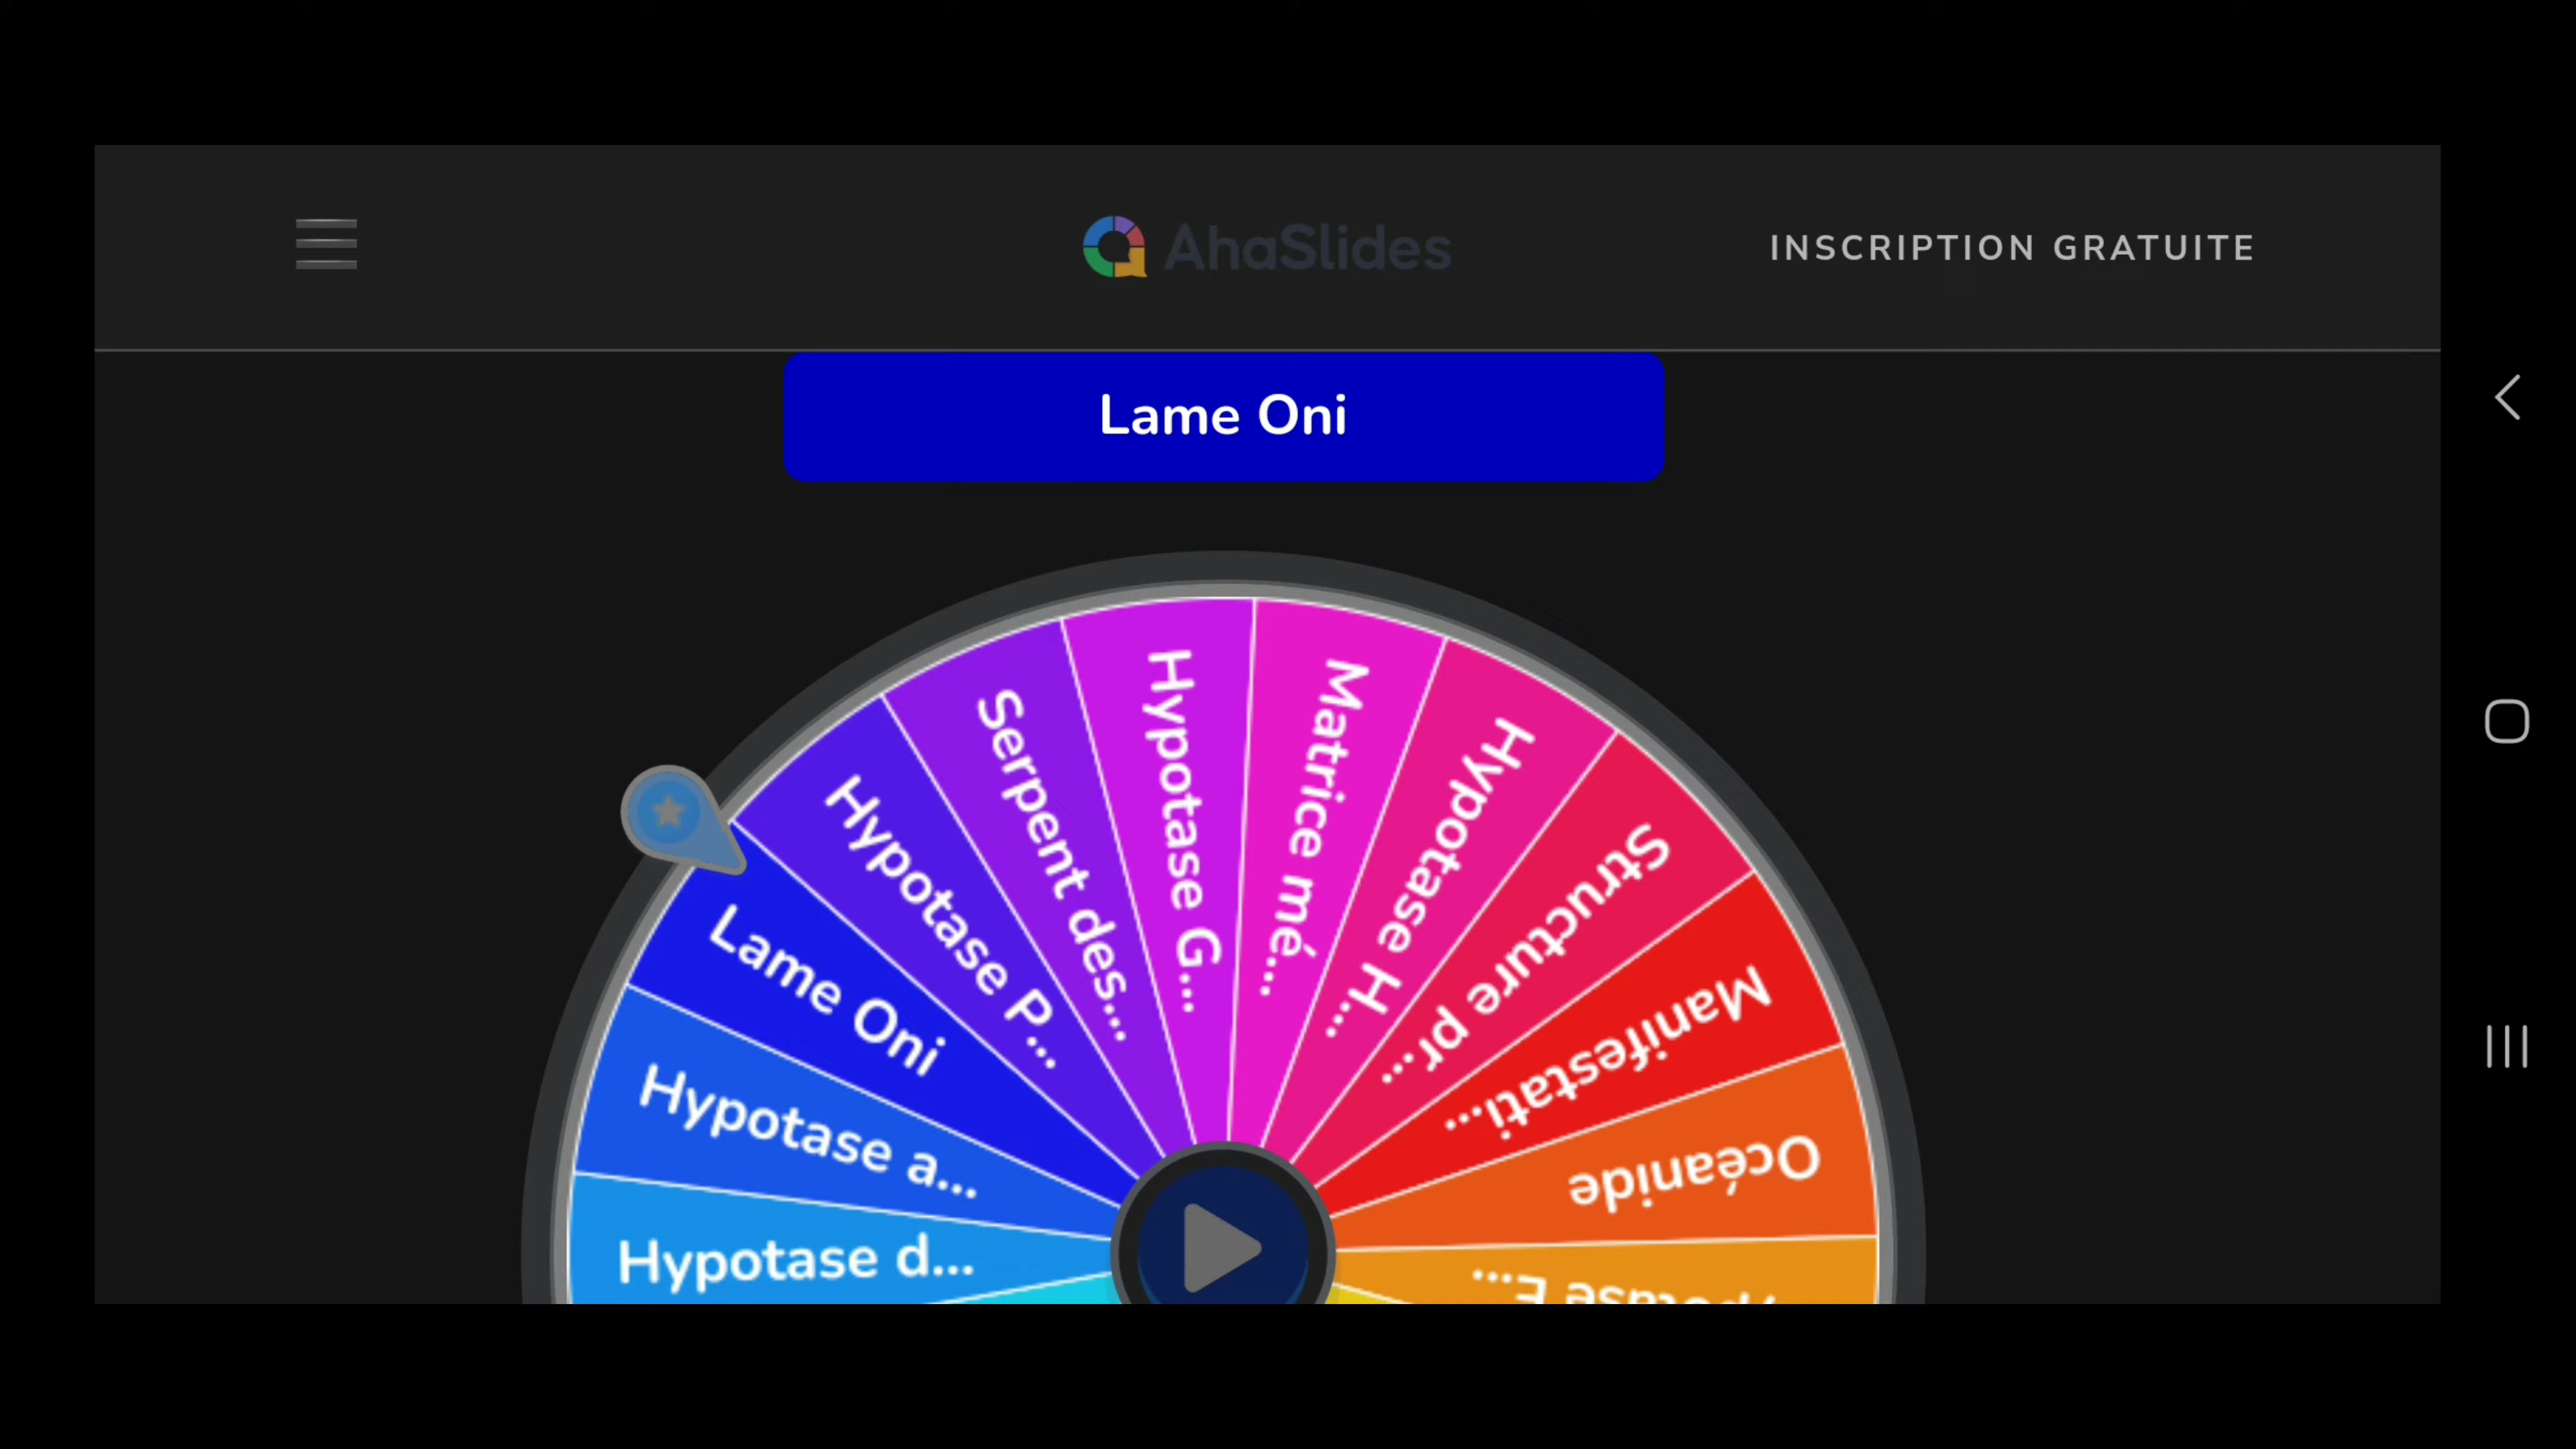 AhaSlides
INSCRIPTION GRATUITE
Lame Oni
Hypotase d...
Hypotase a...
Lame Oni
Hypotase P...
Serpent des...
Hypotase G...
Matrice mé...
Hypotase H...
Structure pr...
Manifestati...
Océanide